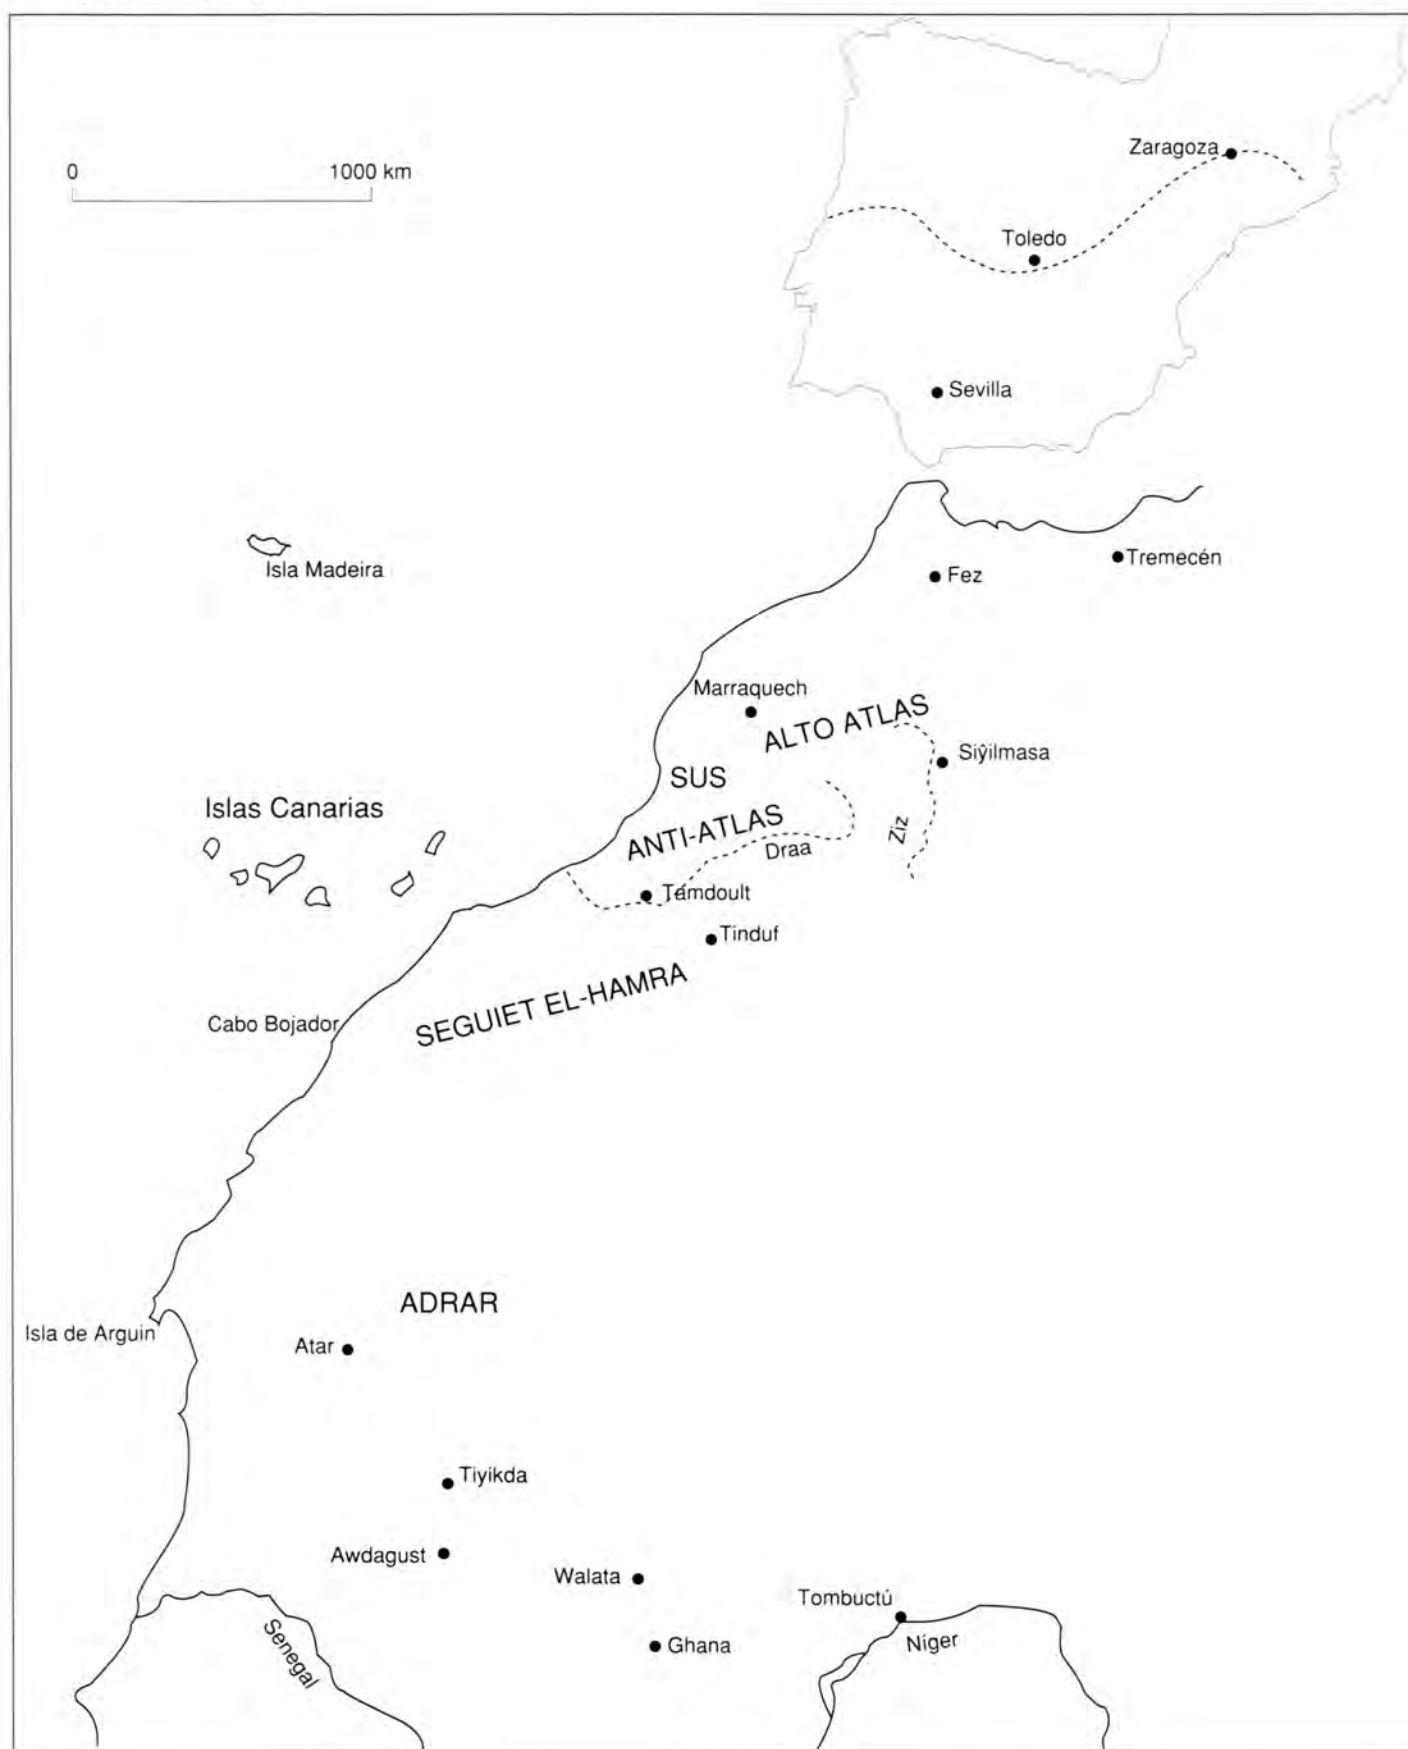 Zaragoza
0 1000 km
Toledo
Sevilla
Isla Madeira
Tremecén
Fez
Marraquech
ALTO ATLAS
Siŷilmasa
SUS
Islas Canarias
ANTI-ATLAS
Ziz
Draa
Tamdoult
Tinduf
SEGUIET EL-HAMRA
Cabo Bojador
ADRAR
Isla de Arguin
Atar
Tiyikda
Awdagust
Walata
Tombuctú
Níger
Ghana
Senegal